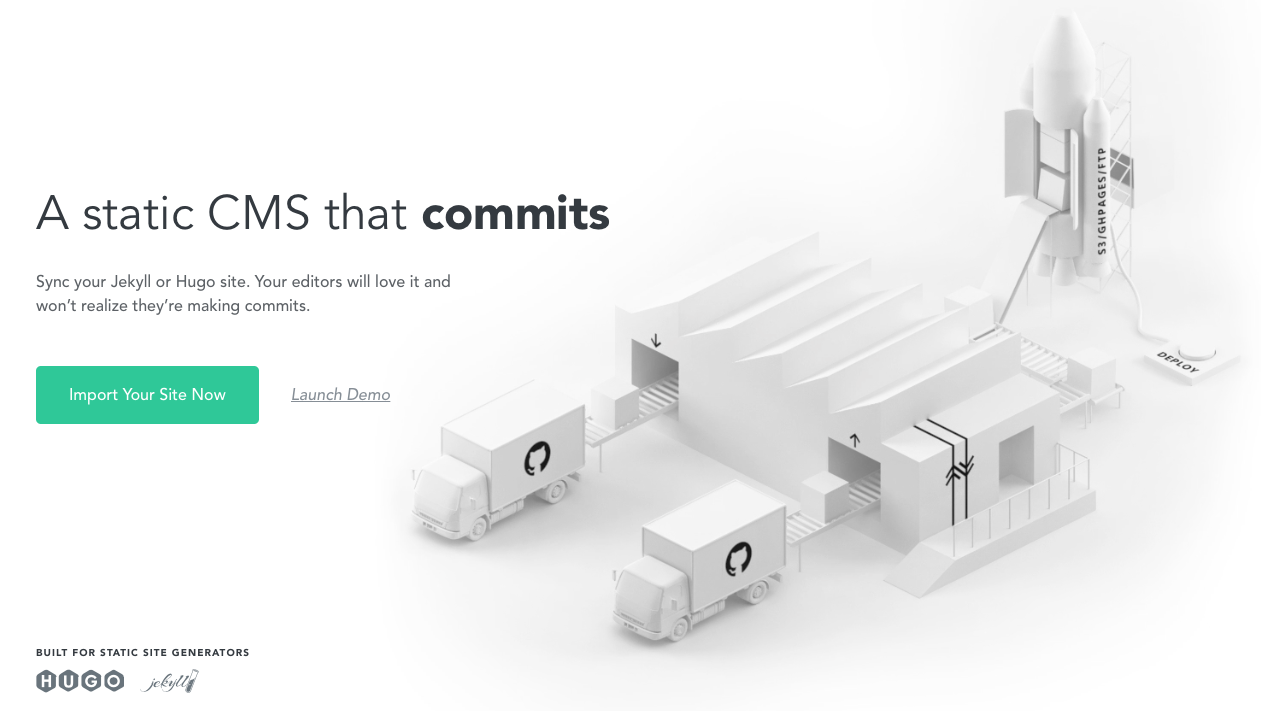 A static CMS that commits
Sync your Jekyll or Hugo site. Your editors will love it and
won’t realize they’re making commits.
Import Your Site Now
Launch Demo
S3/GHPAGES/FTP
DEPLOY
BUILT FOR STATIC SITE GENERATORS
HUGO
jekyll